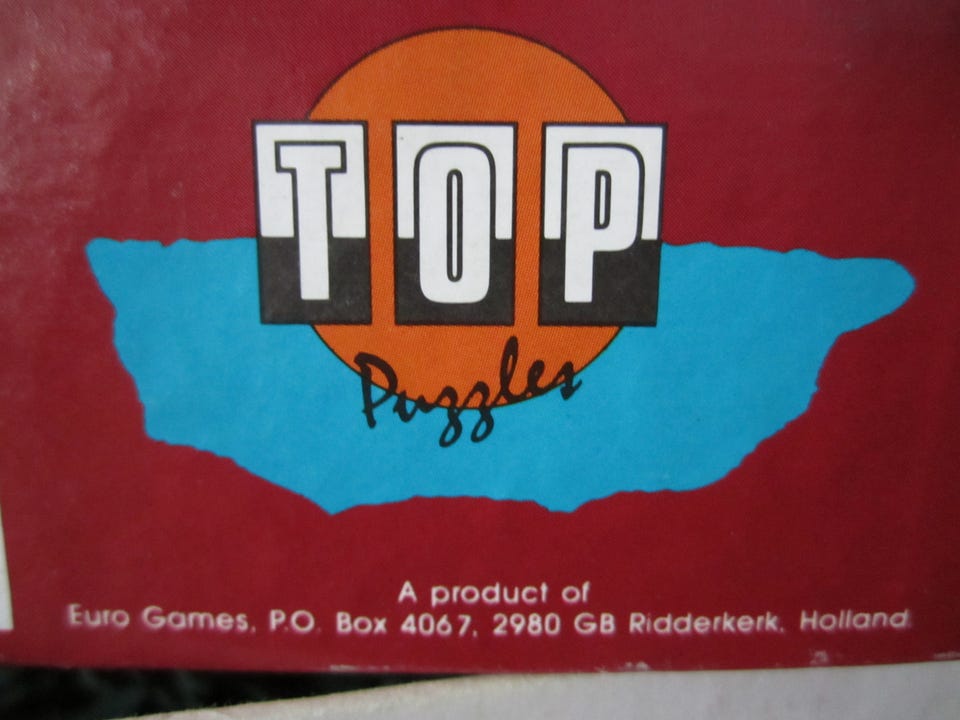 TOP
Puzzles
A product of
Euro Games, P.O. Box 4067, 2980 GB Ridderkerk, Holland